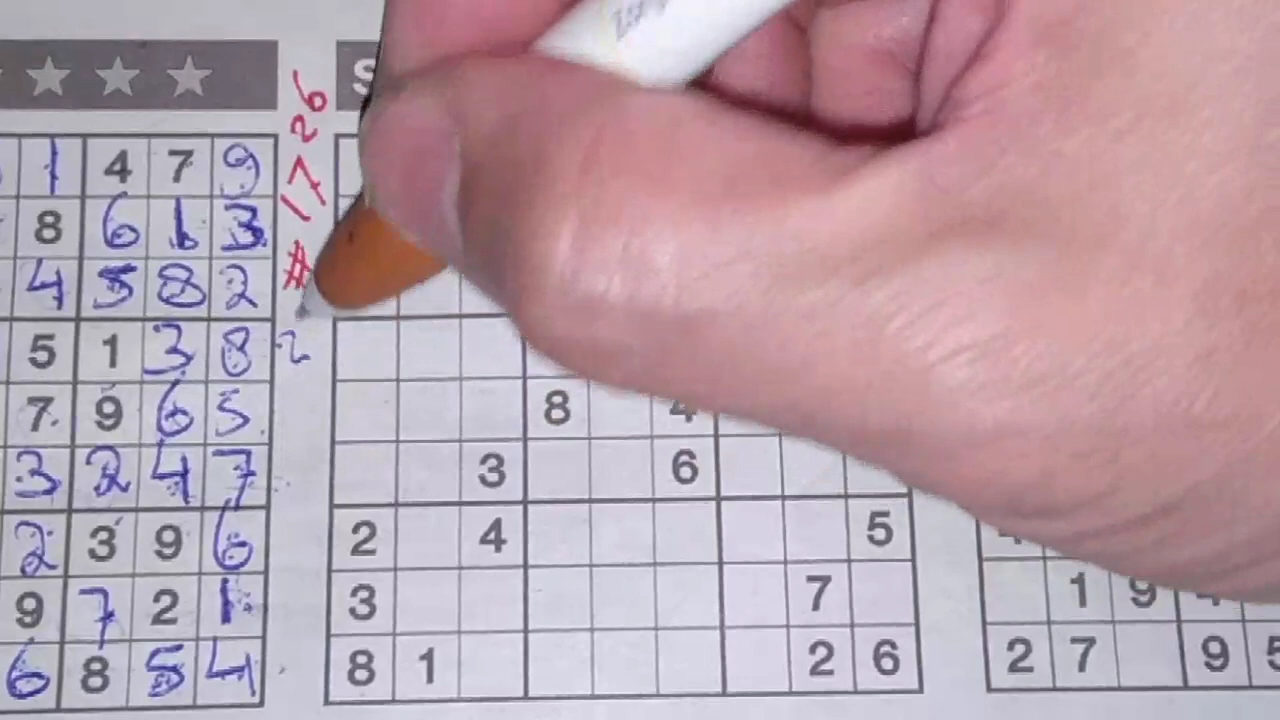 # 1726
S
1 4 7 9
8 6 1 3
4 5 8 2
5 1 3 8 2
7 9 6 5
3 2 4 7
2 3 9 6
9 7 2 1
6 8 5 4
8 4
3 6
2 4 5
3 7
8 1 2 6
1 9
2 7 9 5